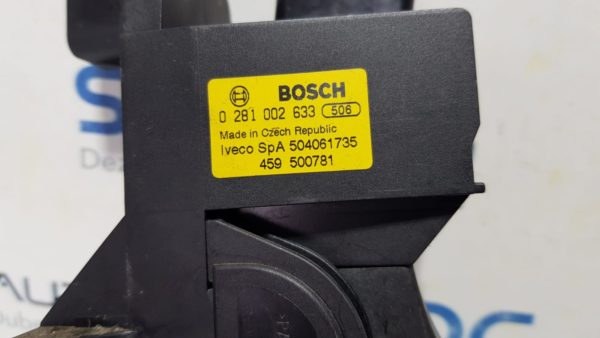 BOSCH
0 281 002 633 506
Made in Czech Republic
Iveco SpA 504061735
459 500781